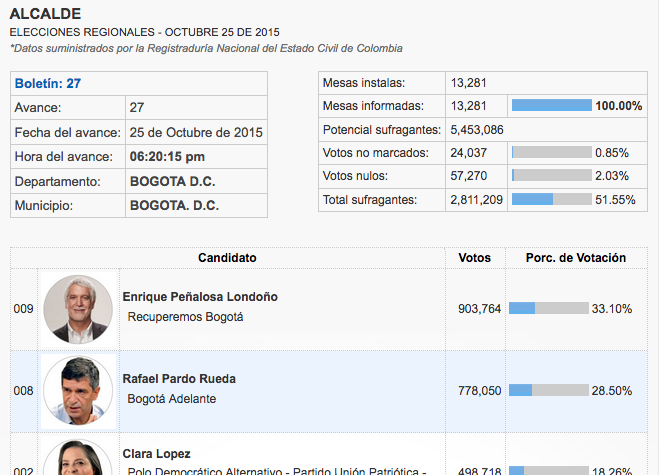 ALCALDE
ELECCIONES REGIONALES - OCTUBRE 25 DE 2015
*Datos suministrados por la Registraduría Nacional del Estado Civil de Colombia
Boletín: 27
Avance: 27
Fecha del avance: 25 de Octubre de 2015
Hora del avance: 06:20:15 pm
Departamento: BOGOTA D.C.
Municipio: BOGOTA. D.C.
Mesas instalas: 13,281
Mesas informadas: 13,281 100.00%
Potencial sufragantes: 5,453,086
Votos no marcados: 24,037 0.85%
Votos nulos: 57,270 2.03%
Total sufragantes: 2,811,209 51.55%
Candidato Votos Porc. de Votación
009 Enrique Peñalosa Londoño 903,764 33.10%
Recuperemos Bogotá
008 Rafael Pardo Rueda 778,050 28.50%
Bogotá Adelante
Clara Lopez
002 Polo Democrático Alternativo - Partido Unión Patriótica - 498,718 18.26%